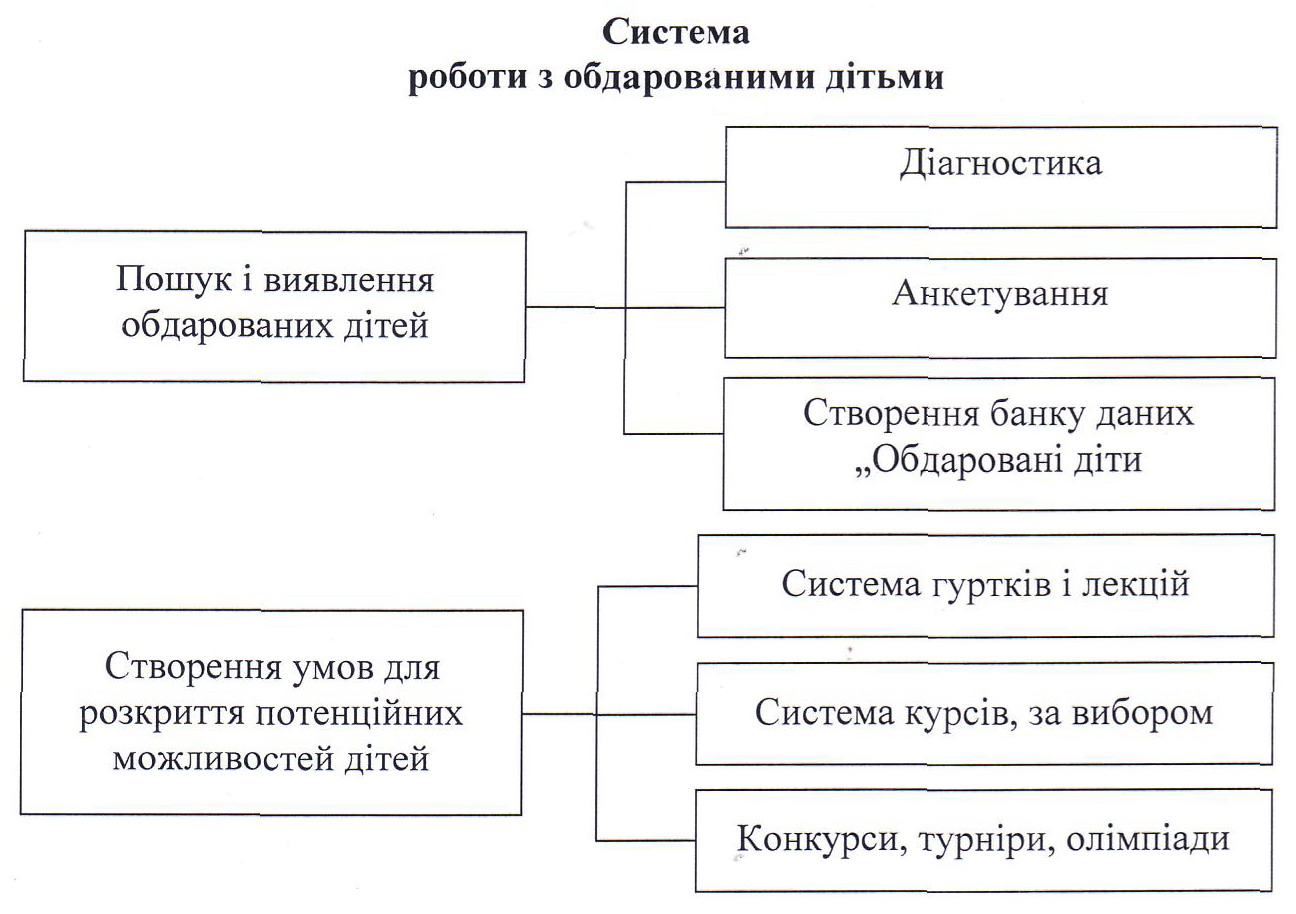 Система
роботи з обдарованими дітьми
Діагностика
Пошук і виявлення
обдарованих дітей
Анкетування
Створення банку даних
„Обдаровані діти
Система гуртків і лекцій
Створення умов для
розкриття потенційних
можливостей дітей
Система курсів, за вибором
Конкурси, турніри, олімпіади